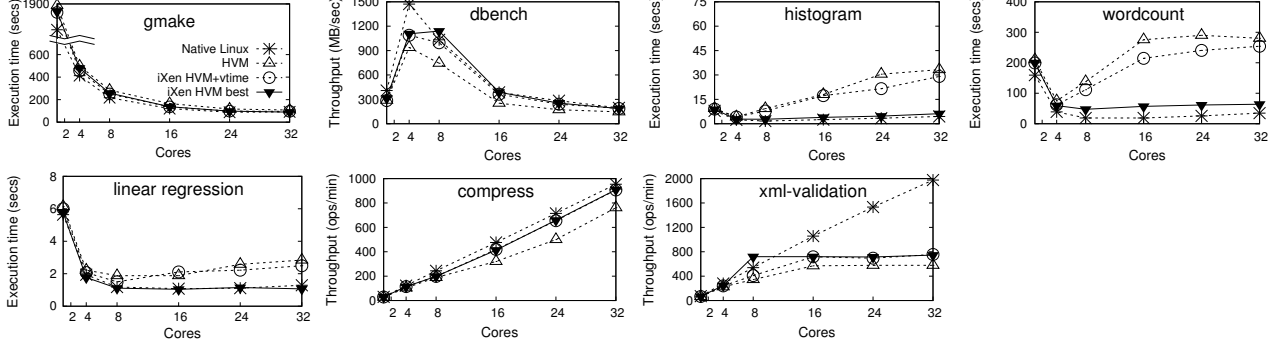 gmake
Execution time (secs)
1900
600
400
200
0
Native Linux
HVM
iXen HVM+vtime
iXen HVM best
2 4 8 16 24 32
Cores
dbench
Throughput (MB/sec)
1500
1200
900
600
300
0
2 4 8 16 24 32
Cores
histogram
Execution time (secs)
75
60
45
30
15
0
2 4 8 16 24 32
Cores
wordcount
Execution time (secs)
400
300
200
100
0
2 4 8 16 24 32
Cores
linear regression
Execution time (secs)
8
6
4
2
0
2 4 8 16 24 32
Cores
compress
Throughput (ops/min)
1000
800
600
400
200
0
2 4 8 16 24 32
Cores
xml-validation
Throughput (ops/min)
2000
1600
1200
800
400
0
2 4 8 16 24 32
Cores